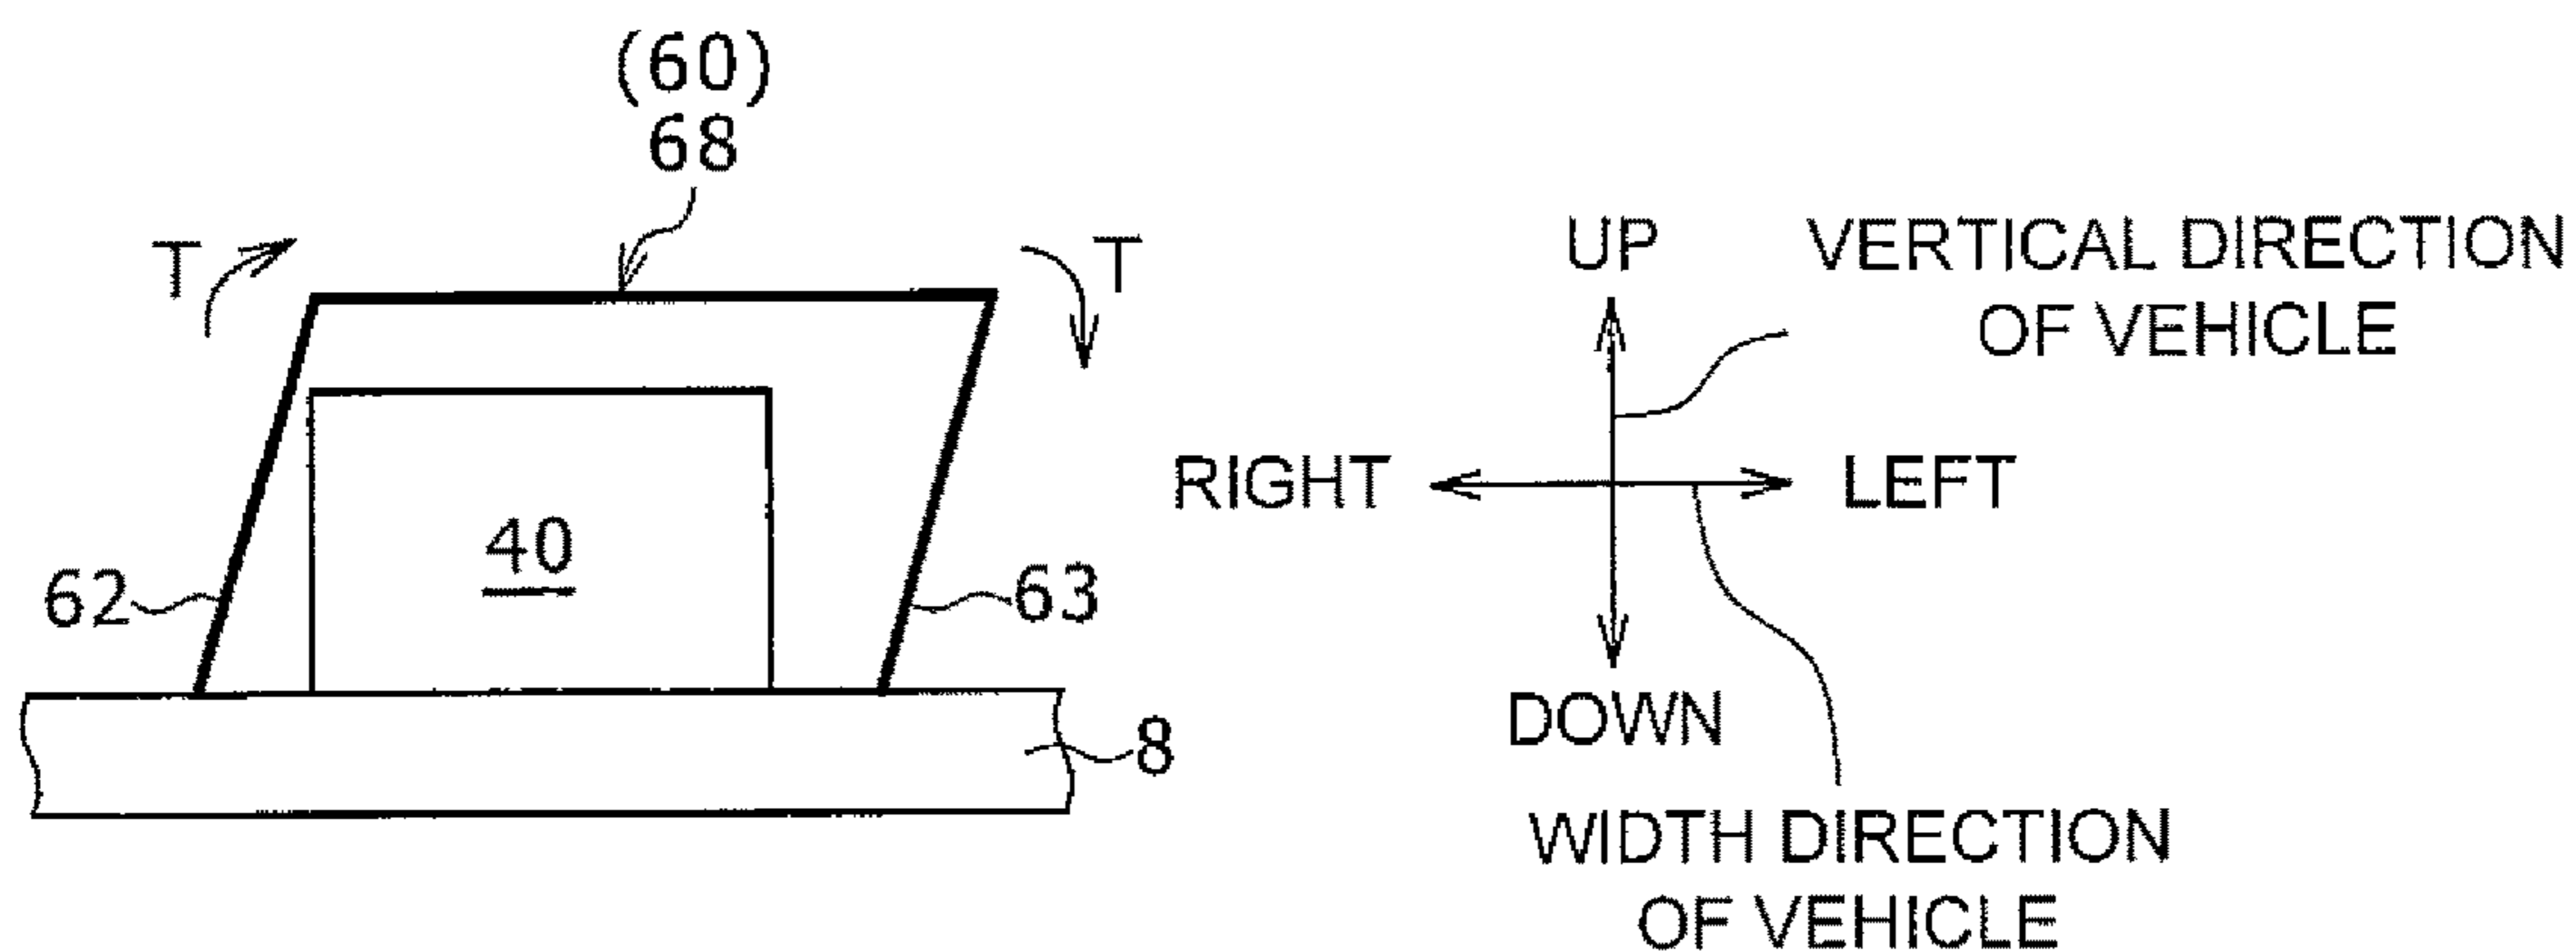 (60)
68
T
T
40
62
63
8
UP
VERTICAL DIRECTION
OF VEHICLE
RIGHT
LEFT
DOWN
WIDTH DIRECTION
OF VEHICLE